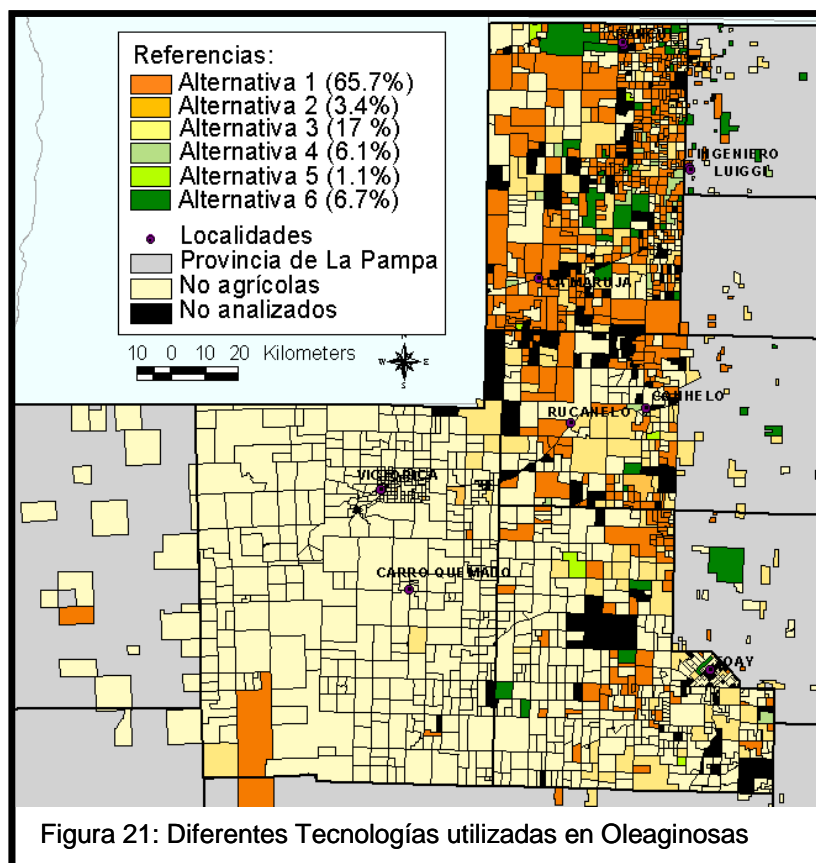 Referencias:
Alternativa 1 (65.7%)
Alternativa 2 (3.4%)
Alternativa 3 (17 %)
Alternativa 4 (6.1%)
Alternativa 5 (1.1%)
Alternativa 6 (6.7%)
Localidades
Provincia de La Pampa
No agrícolas
No analizados
10 0 10 20 Kilometers
N
W E
S
INGENIERO
LUIGGI
LA MARUJA
CONHELO
RUCANELO
VICTORICA
CARRO QUEMADO
TOAY
Figura 21: Diferentes Tecnologías utilizadas en Oleaginosas